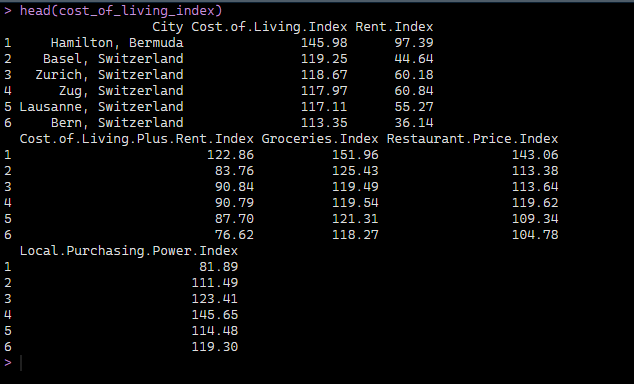 > head(cost_of_living_index)
City Cost.of.Living.Index Rent.Index
1 Hamilton, Bermuda 145.98 97.39
2 Basel, Switzerland 119.25 44.64
3 Zurich, Switzerland 118.67 60.18
4 Zug, Switzerland 117.97 60.84
5 Lausanne, Switzerland 117.11 55.27
6 Bern, Switzerland 113.35 36.14
Cost.of.Living.Plus.Rent.Index Groceries.Index Restaurant.Price.Index
1 122.86 151.96 143.06
2 83.76 125.43 113.38
3 90.84 119.49 113.64
4 90.79 119.54 119.62
5 87.70 121.31 109.34
6 76.62 118.27 104.78
Local.Purchasing.Power.Index
1 81.89
2 111.49
3 123.41
4 145.65
5 114.48
6 119.30
>